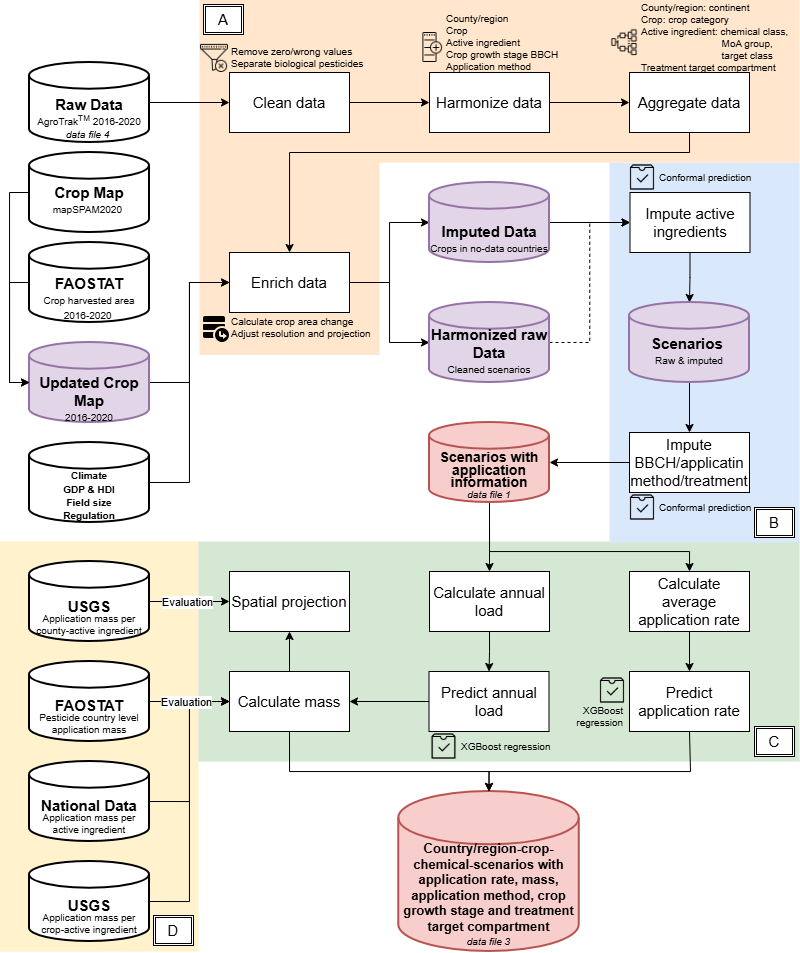 A
Remove zero/wrong values
Separate biological pesticides
County/region
Crop
Active ingredient
Crop growth stage BBCH
Application method
County/region: continent
Crop: crop category
Active ingredient: chemical class,
MoA group,
target class
Treatment target compartment
Raw Data
AgroTrak™ 2016-2020
data file 4
Clean data
Harmonize data
Aggregate data
Crop Map
mapSPAM2020
FAOSTAT
Crop harvested area
2016-2020
Updated Crop
Map
2016-2020
Climate
GDP & HDI
Field size
Regulation
Enrich data
Calculate crop area change
Adjust resolution and projection
Imputed Data
Crops in no-data countries
Harmonized raw
Data
Cleaned scenarios
Conformal prediction
Impute active
ingredients
Scenarios
Raw & imputed
Impute
BBCH/applicatin
method/treatment
Conformal prediction
B
Scenarios with
application
information
data file 1
USGS
Application mass per
county-active ingredient
Evaluation
Spatial projection
Calculate annual
load
Calculate
average
application rate
FAOSTAT
Pesticide country level
application mass
Evaluation
Calculate mass
Predict annual
load
XGBoost regression
XGBoost
regression
Predict
application rate
C
National Data
Application mass per
active ingredient
USGS
Application mass per
crop-active ingredient
D
Country/region-crop-
chemical-scenarios with
application rate, mass,
application method, crop
growth stage and treatment
target compartment
data file 3